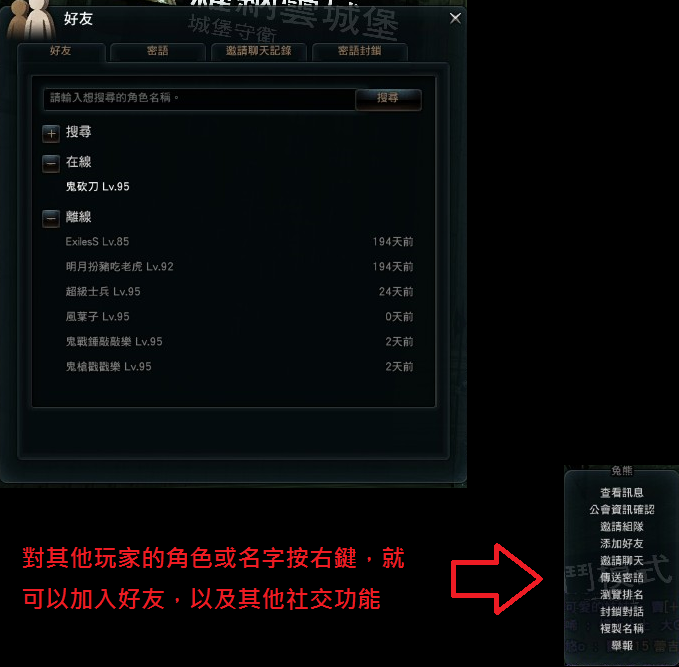 城堡守衛
好友
好友
密語
邀請聊天記錄
密語封鎖
請輸入想搜尋的角色名稱。
搜尋
搜尋
在線
鬼砍刀 Lv.95
離線
ExilesS Lv.85 194天前
明月扮豬吃老虎 Lv.92 194天前
超級士兵 Lv.95 24天前
風葉子 Lv.95 0天前
鬼戰錘敲敲樂 Lv.95 2天前
鬼槍戳戳樂 Lv.95 2天前
對其他玩家的角色或名字按右鍵，就
可以加入好友，以及其他社交功能
兔熊
查看訊息
公會資訊確認
邀請組隊
添加好友
邀請聊天
傳送密語
瀏覽排名
封鎖對話
複製名稱
舉報